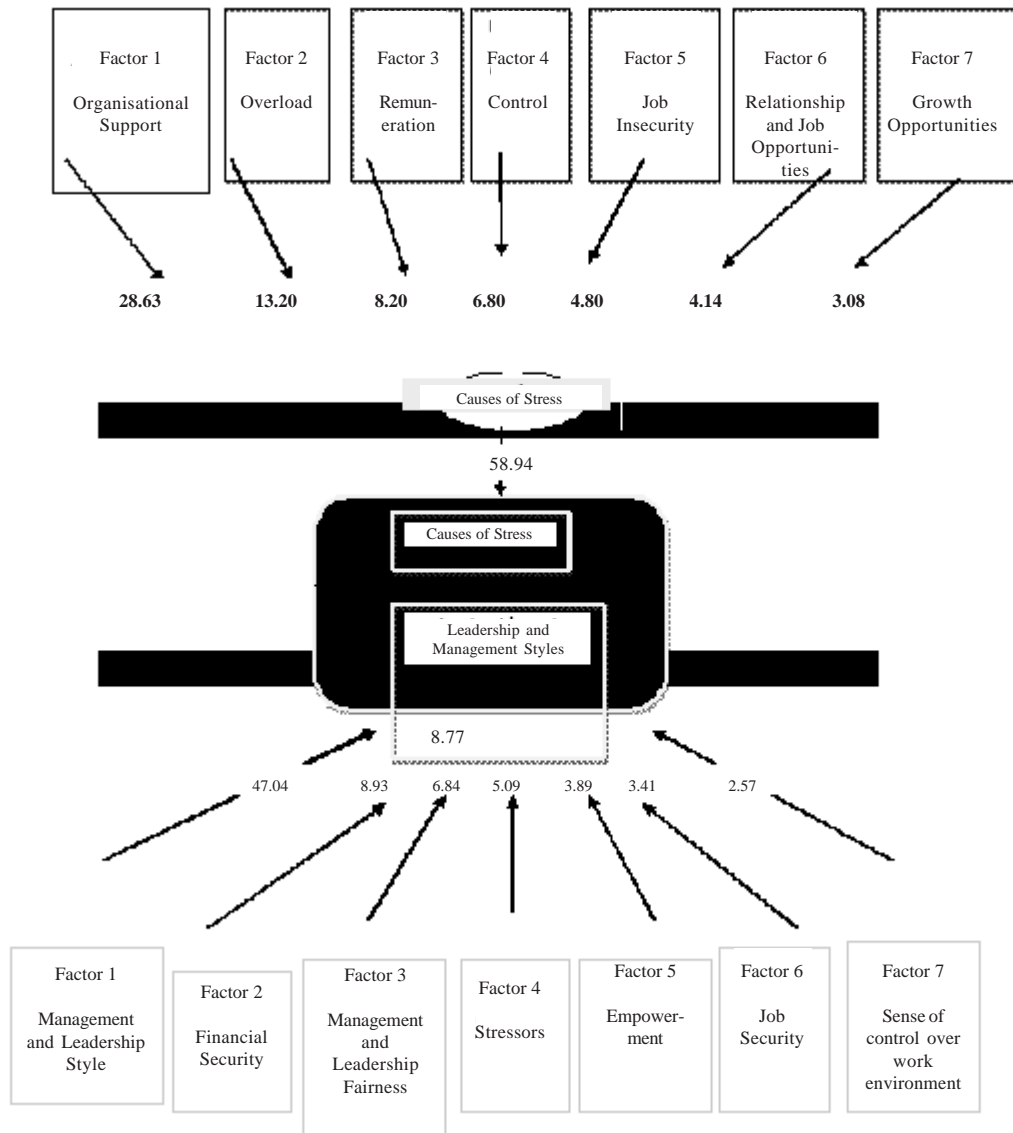 Factor 1
Organisational
Support
Factor 2
Overload
Factor 3
Remun-
eration
Factor 4
Control
Factor 5
Job
Insecurity
Factor 6
Relationship
and Job
Opportuni-
ties
Factor 7
Growth
Opportunities
28.63
13.20
8.20
6.80
4.80
4.14
3.08
Causes of Stress
58.94
Causes of Stress
Leadership and
Management Styles
8.77
47.04
8.93
6.84
5.09
3.89
3.41
2.57
Factor 1
Management
and Leadership
Style
Factor 2
Financial
Security
Factor 3
Management
and
Leadership
Fairness
Factor 4
Stressors
Factor 5
Empower-
ment
Factor 6
Job
Security
Factor 7
Sense of
control over
work
environment